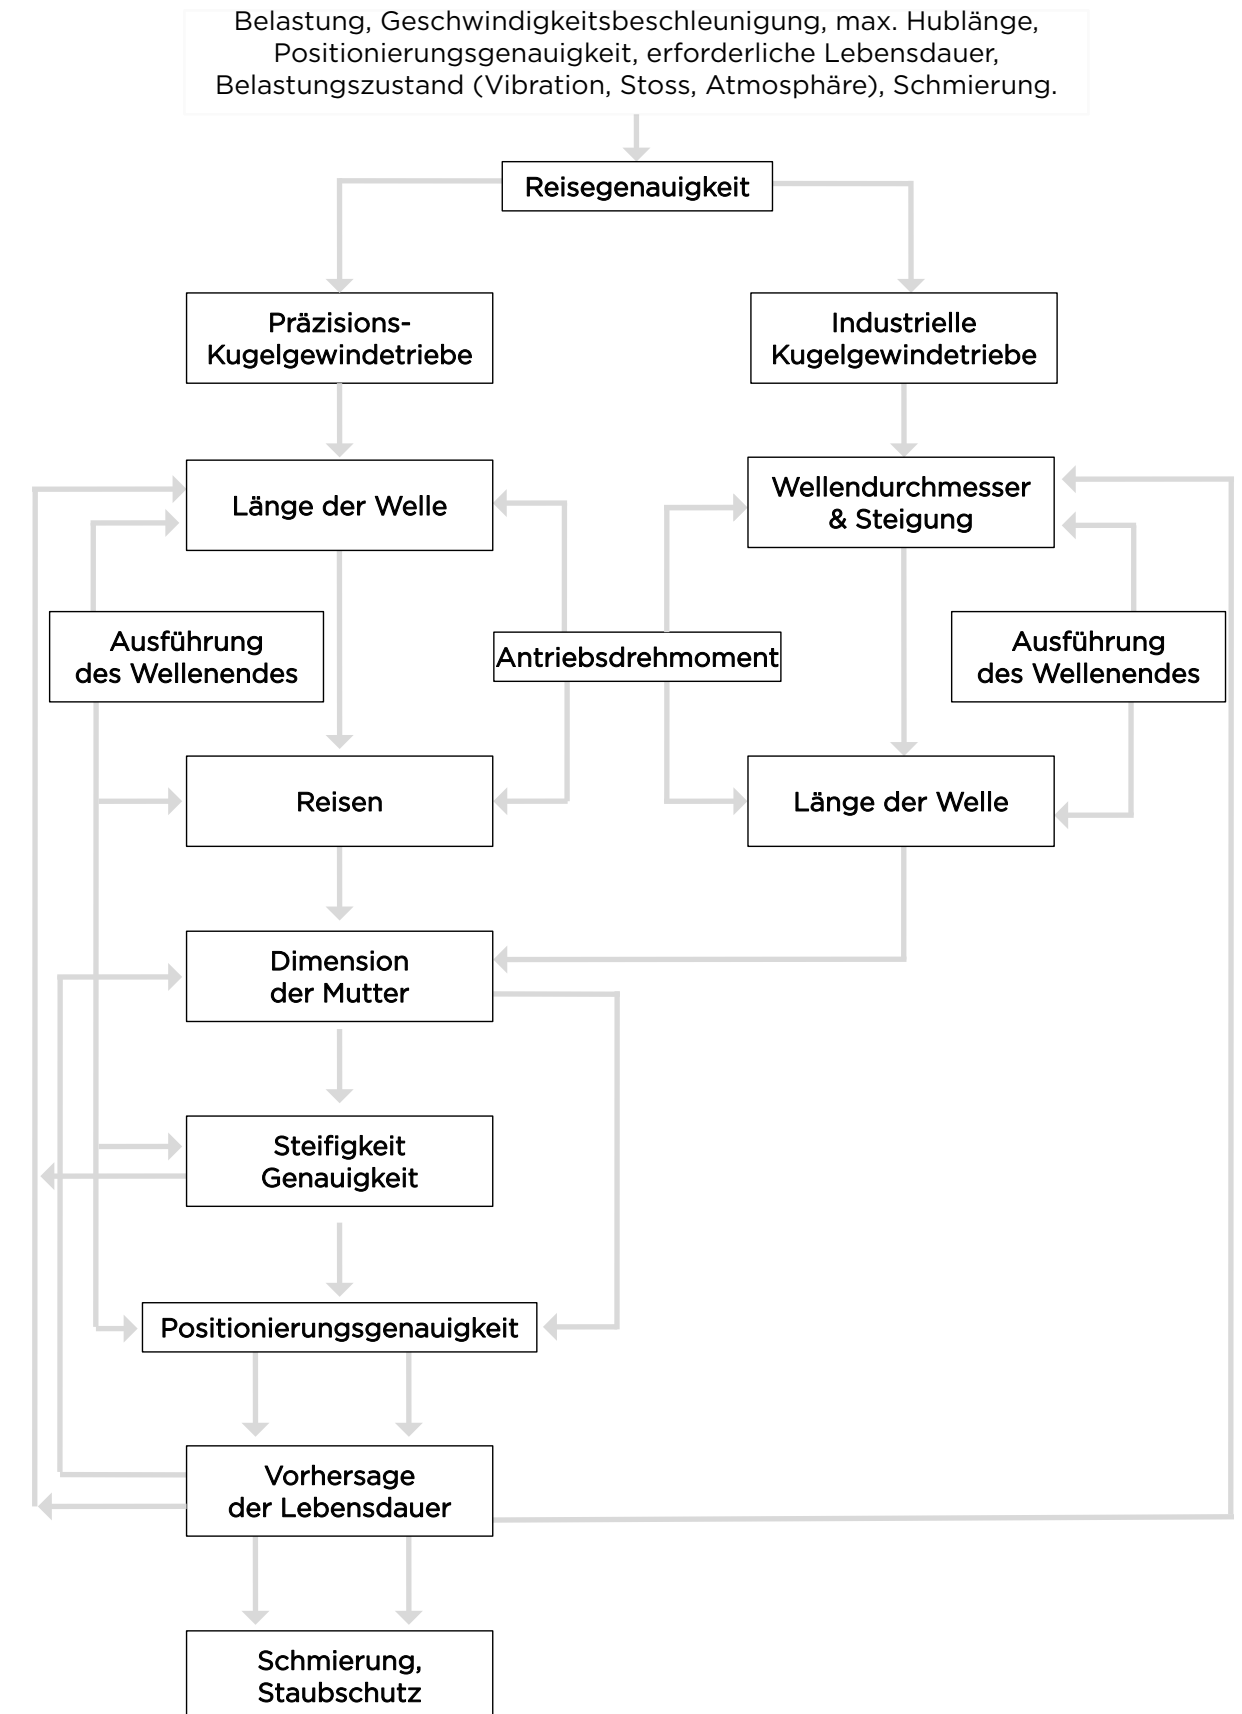 Belastung, Geschwindigkeitsbeschleunigung, max. Hublänge,
Positionierungsgenauigkeit, erforderliche Lebensdauer,
Belastungszustand (Vibration, Stoss, Atmosphäre), Schmierung.
Reisegenauigkeit
Präzisions-
Kugelgewindetriebe
Industrielle
Kugelgewindetriebe
Länge der Welle
Wellendurchmesser
& Steigung
Ausführung
des Wellenendes
Antriebsdrehmoment
Ausführung
des Wellenendes
Reisen
Länge der Welle
Dimension
der Mutter
Steifigkeit
Genauigkeit
Positionierungsgenauigkeit
Vorhersage
der Lebensdauer
Schmierung,
Staubschutz